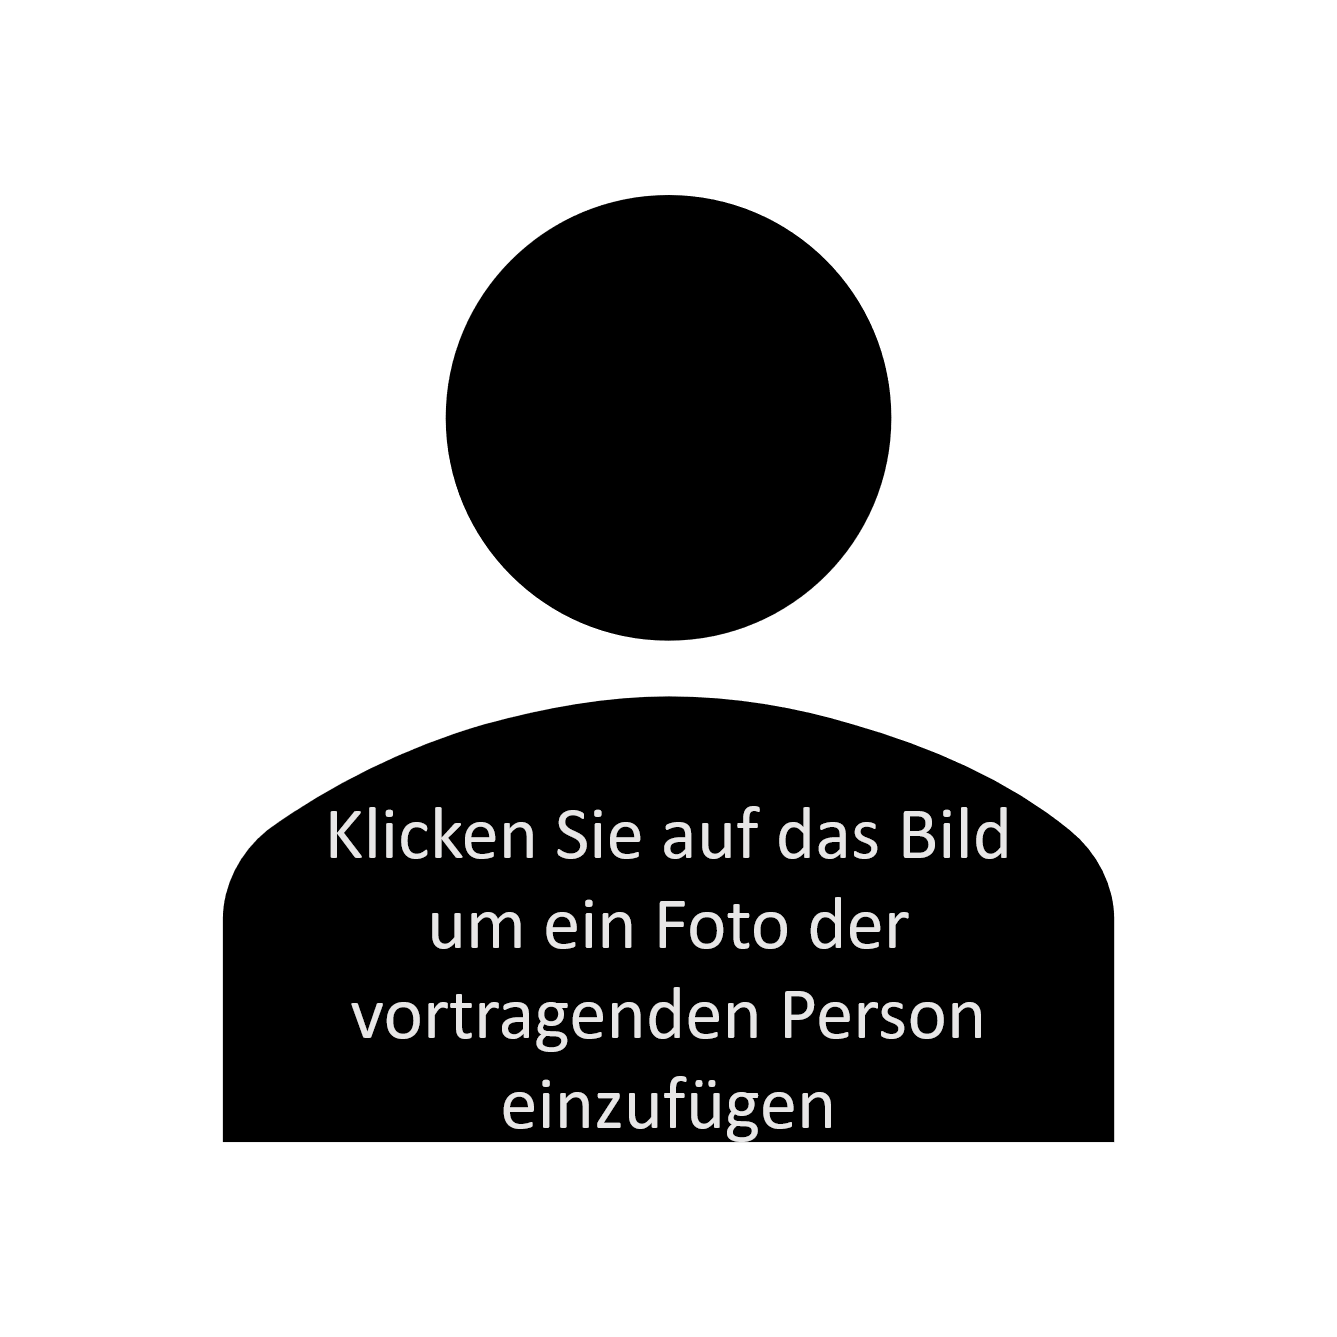 Klicken Sie auf das Bild
um ein Foto der
vortragenden Person
einzufügen